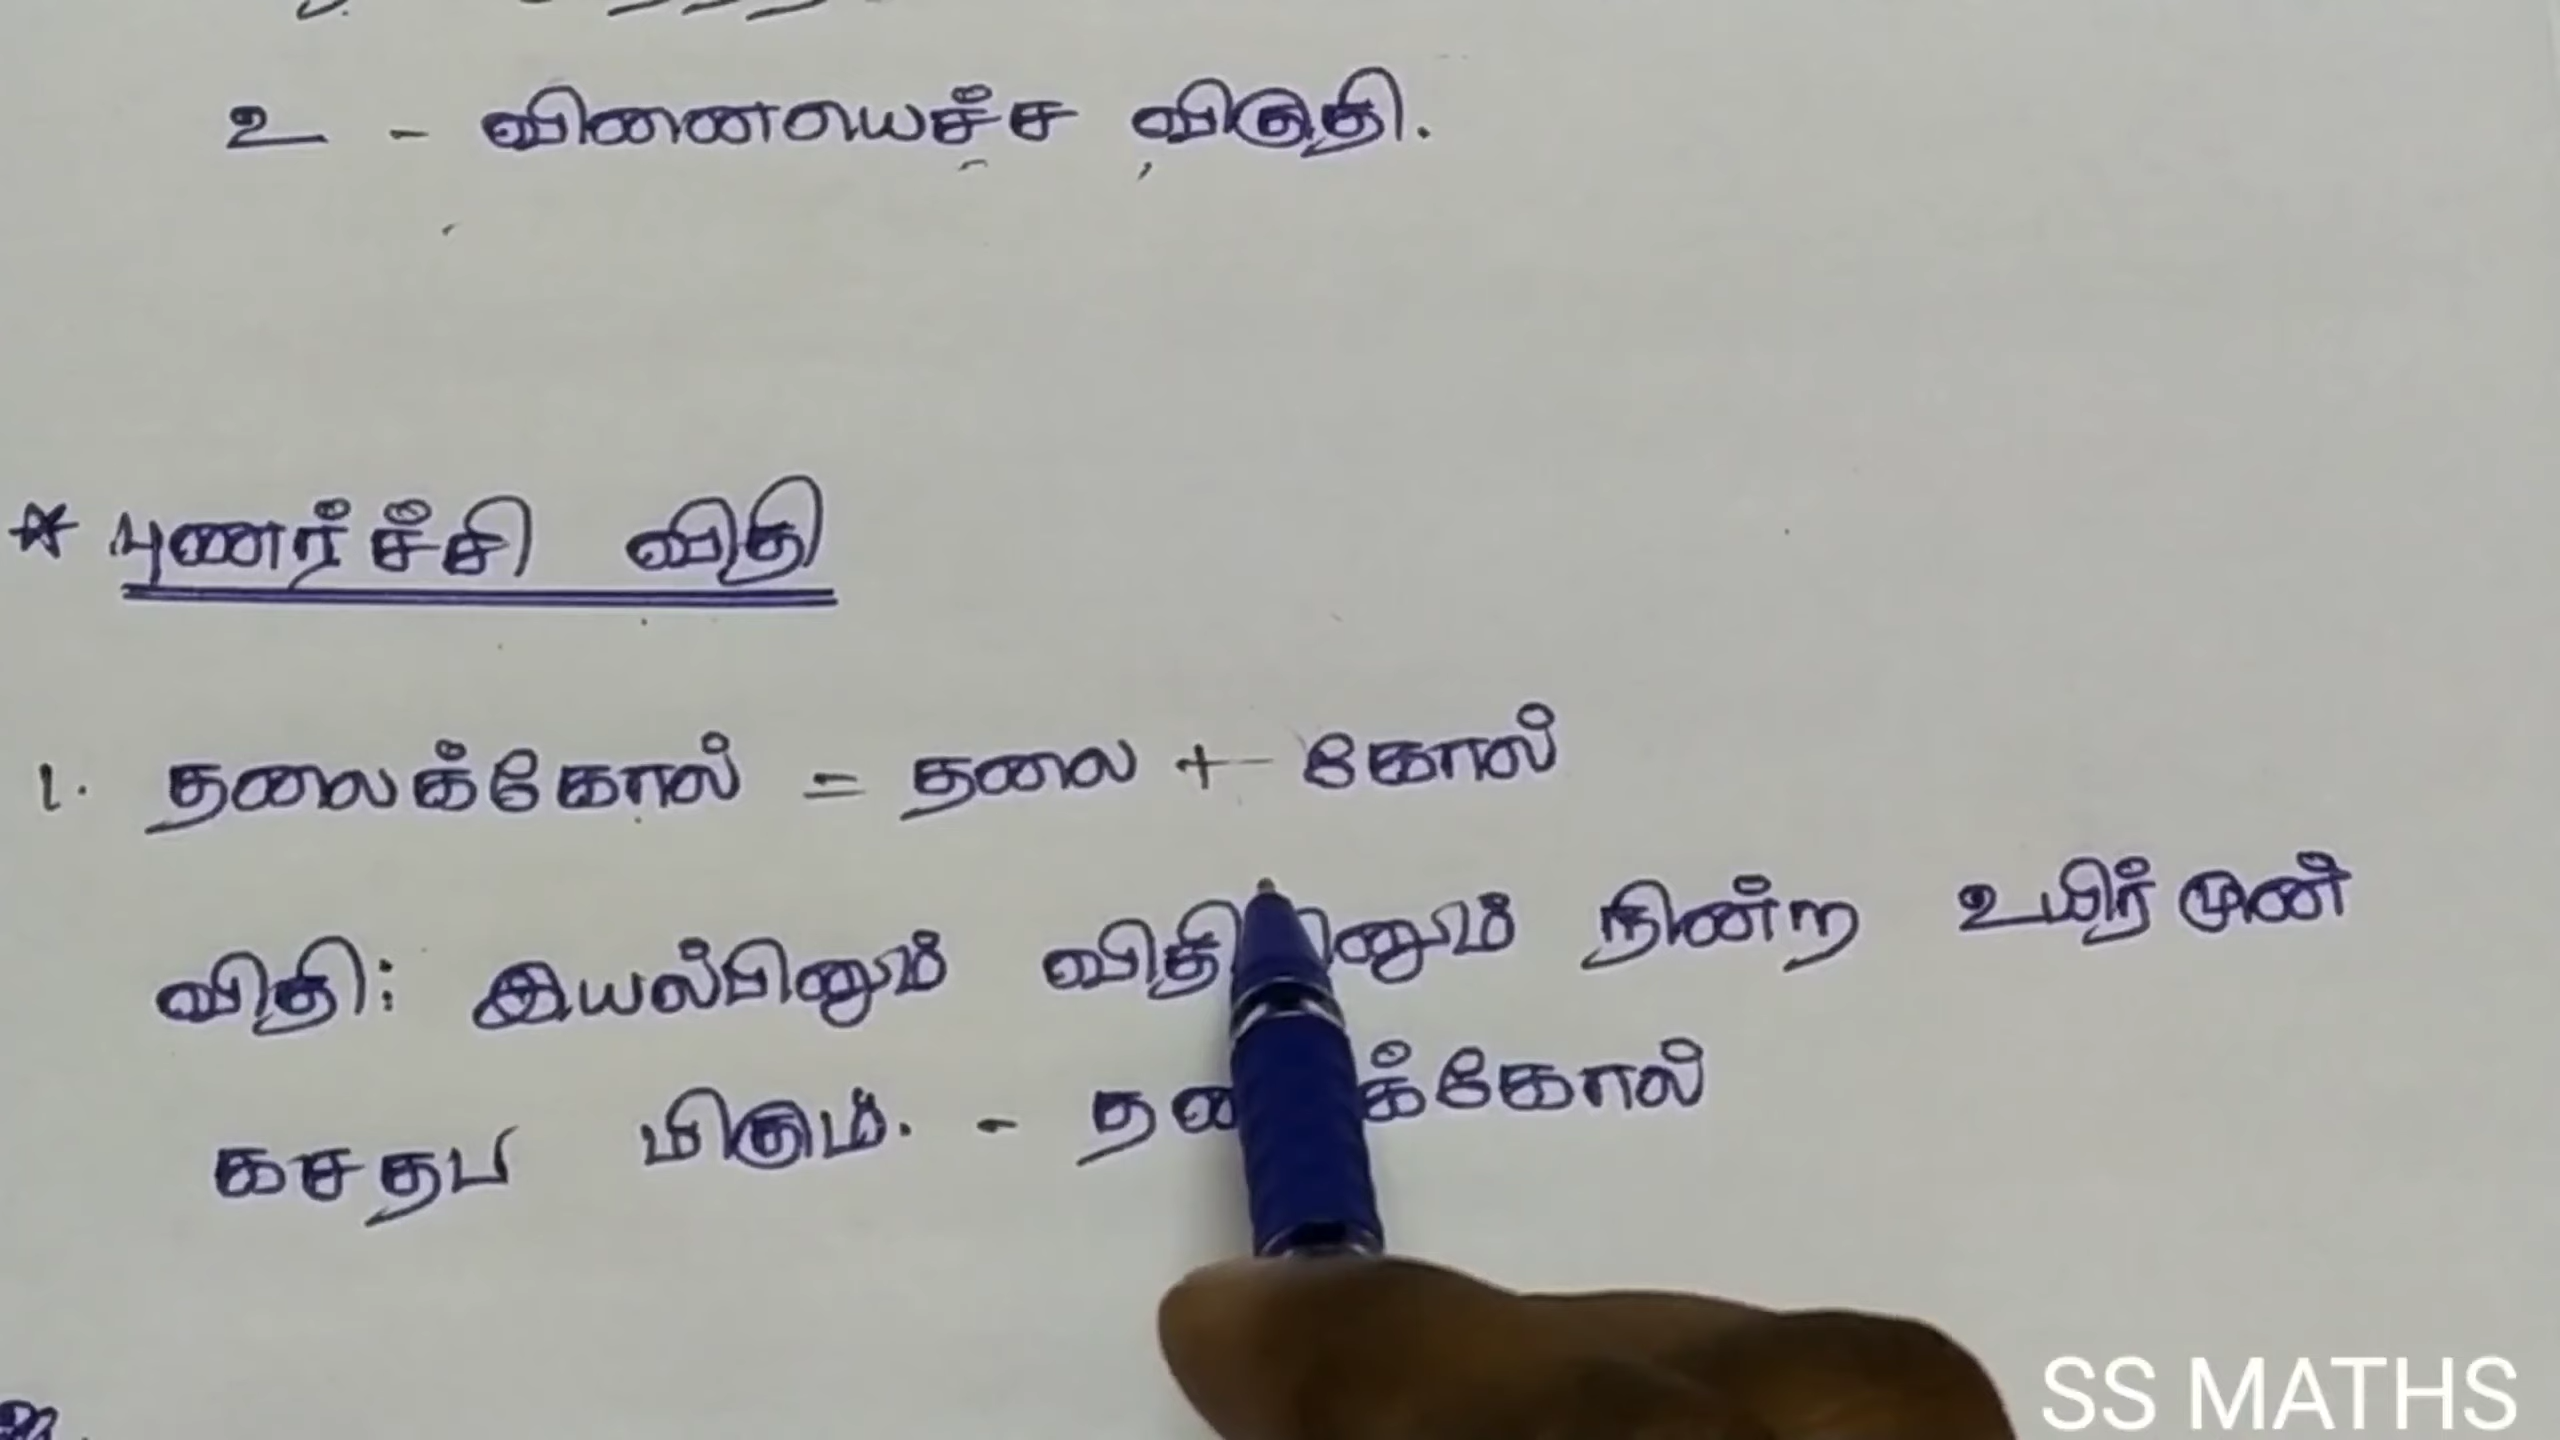 உ - வினையெச்ச விகுதி.
* புணர்ச்சி விதி
1. தலைக்கோல் = தலை + கோல்
விதி: இயல்பினும் விதியினும் நின்ற உயிர்முன்
கசதப மிகும். - தலைக்கோல்
SS MATHS